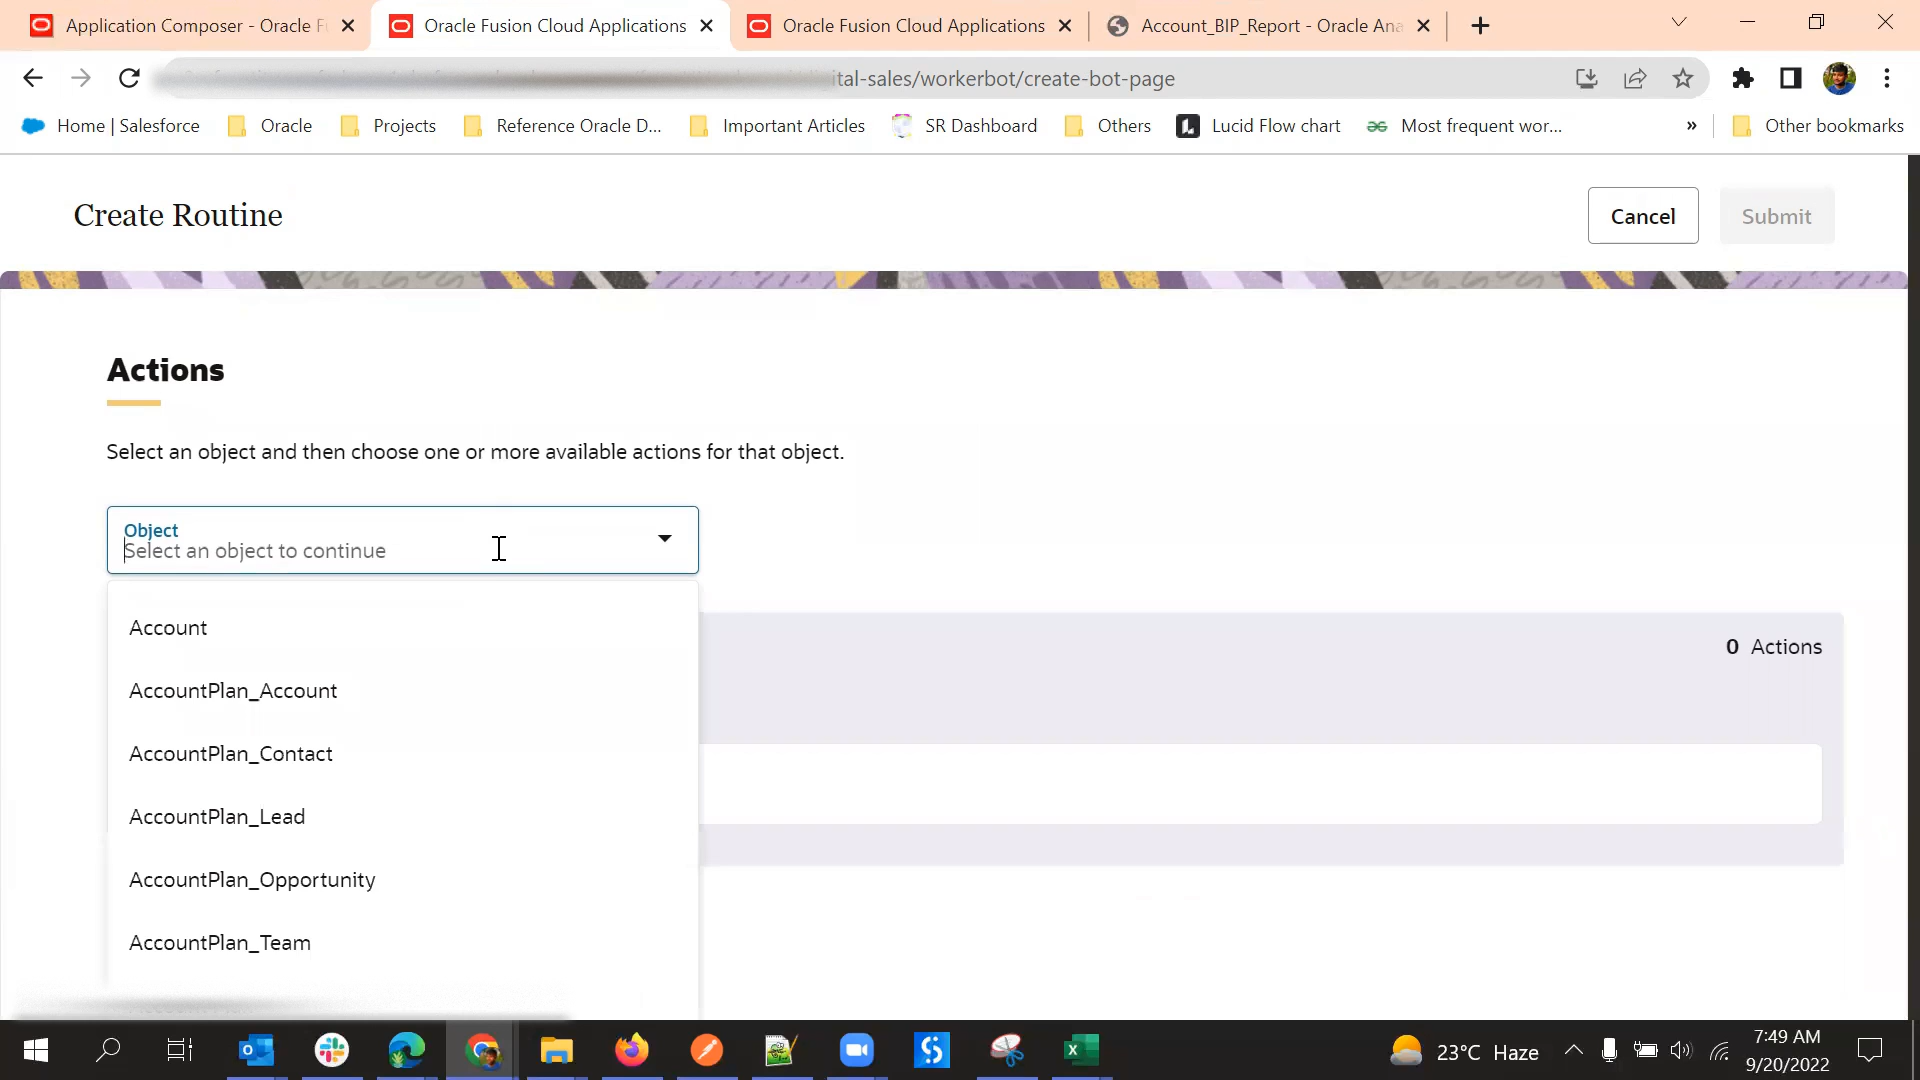 Application Composer - Oracle F
Oracle Fusion Cloud Applications
Oracle Fusion Cloud Applications
Account_BIP_Report - Oracle Ana
ital-sales/workerbot/create-bot-page
Home | Salesforce
Oracle
Projects
Reference Oracle D...
Important Articles
SR Dashboard
Others
Lucid Flow chart
Most frequent wor...
»
Other bookmarks
Create Routine
Cancel
Submit
Actions
Select an object and then choose one or more available actions for that object.
Object
Select an object to continue
Account
AccountPlan_Account
AccountPlan_Contact
AccountPlan_Lead
AccountPlan_Opportunity
AccountPlan_Team
0 Actions
23°C Haze
7:49 AM
9/20/2022